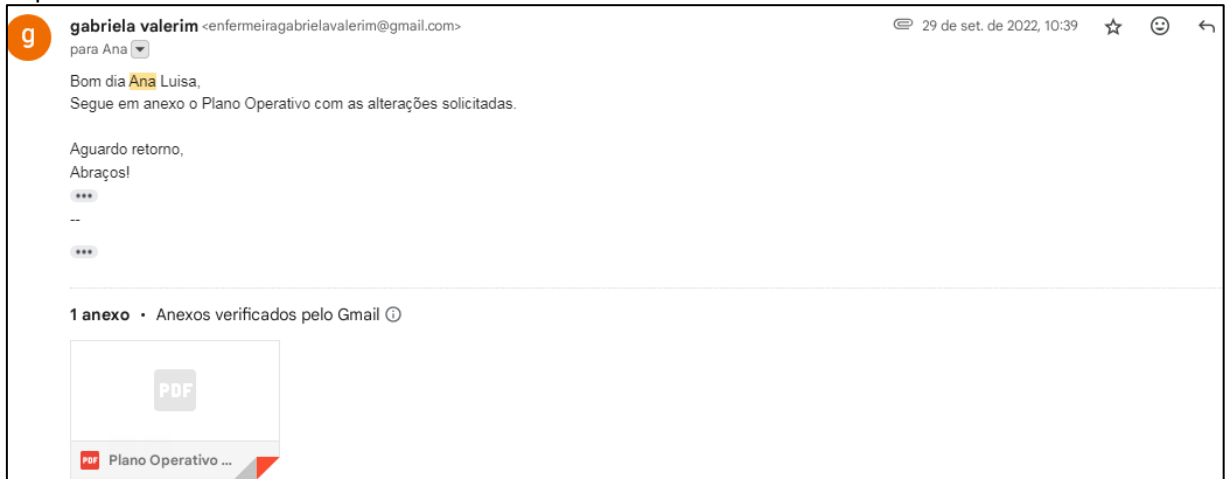 g
gabriela valerim <enfermeiragabrielavalerim@gmail.com>
29 de set. de 2022, 10:39
para Ana
Bom dia Ana Luisa,
Segue em anexo o Plano Operativo com as alterações solicitadas.
Aguardo retorno,
Abraços!
•••
--
•••
1 anexo • Anexos verificados pelo Gmail
PDF
PDF Plano Operativo ...